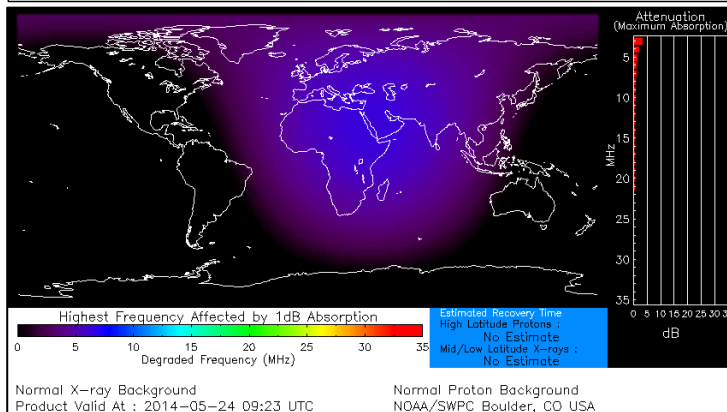 Attenuation
(Maximum Absorption)
5
10
15
20
25
30
35
MHz
0 5 10 15 20 25 30
dB
Highest Frequency Affected by 1dB Absorption
0 5 10 15 20 25 30 35
Degraded Frequency (MHz)
Estimated Recovery Time
High Latitude Protons :
No Estimate
Mid/Low Latitude X-rays :
No Estimate
Normal X-ray Background
Product Valid At : 2014-05-24 09:23 UTC
Normal Proton Background
NOAA/SWPC Boulder, CO USA